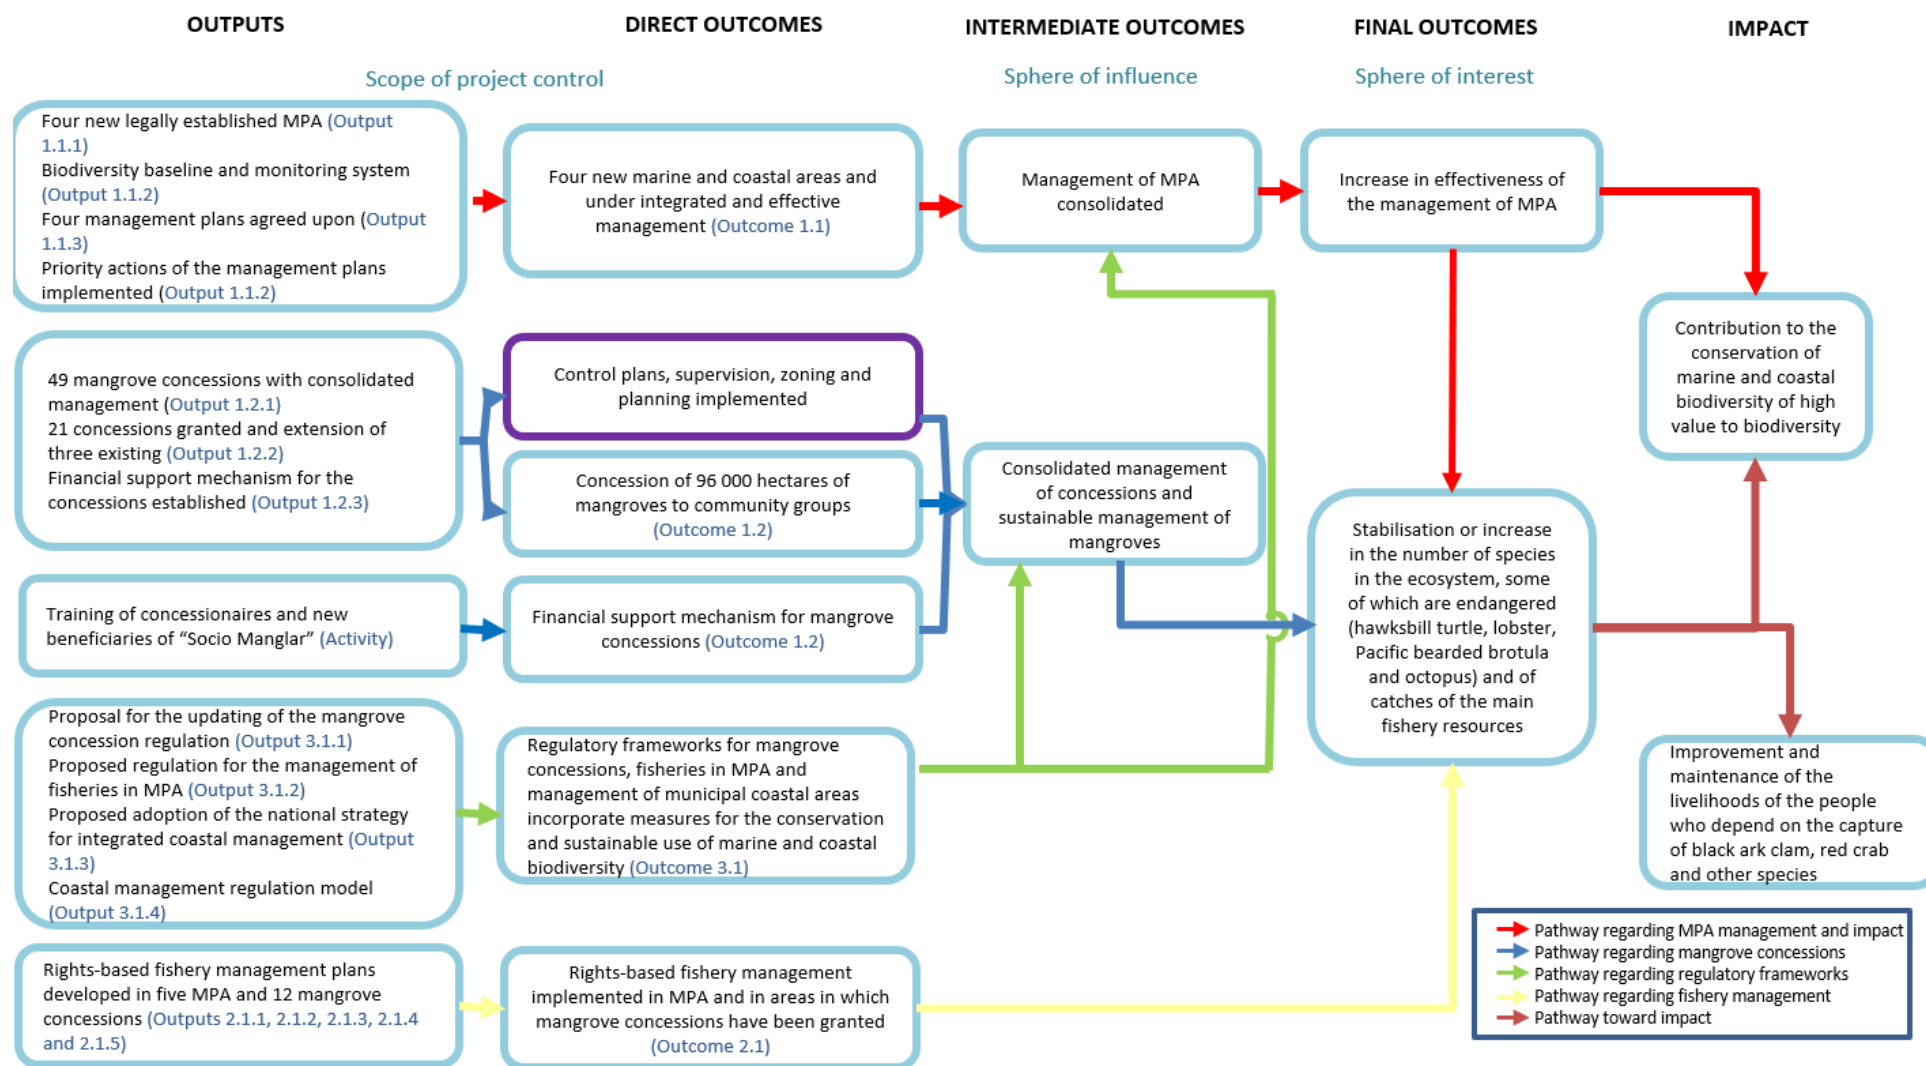 OUTPUTS
DIRECT OUTCOMES
INTERMEDIATE OUTCOMES
FINAL OUTCOMES
IMPACT
Scope of project control
Sphere of influence
Sphere of interest
Four new legally established MPA (Output
1.1.1)
Biodiversity baseline and monitoring system
(Output 1.1.2)
Four management plans agreed upon (Output
1.1.3)
Priority actions of the management plans
implemented (Output 1.1.2)
Four new marine and coastal areas and
under integrated and effective
management (Outcome 1.1)
Management of MPA
consolidated
Increase in effectiveness of
the management of MPA
Contribution to the
conservation of
marine and coastal
biodiversity of high
value to biodiversity
49 mangrove concessions with consolidated
management (Output 1.2.1)
21 concessions granted and extension of
three existing (Output 1.2.2)
Financial support mechanism for the
concessions established (Output 1.2.3)
Control plans, supervision, zoning and
planning implemented
Concession of 96 000 hectares of
mangroves to community groups
(Outcome 1.2)
Consolidated management
of concessions and
sustainable management of
mangroves
Stabilisation or increase
in the number of species
in the ecosystem, some
of which are endangered
(hawksbill turtle, lobster,
Pacific bearded brotula
and octopus) and of
catches of the main
fishery resources
Training of concessionaires and new
beneficiaries of “Socio Manglar” (Activity)
Financial support mechanism for mangrove
concessions (Outcome 1.2)
Proposal for the updating of the mangrove
concession regulation (Output 3.1.1)
Proposed regulation for the management of
fisheries in MPA (Output 3.1.2)
Proposed adoption of the national strategy
for integrated coastal management (Output
3.1.3)
Coastal management regulation model
(Output 3.1.4)
Regulatory frameworks for mangrove
concessions, fisheries in MPA and
management of municipal coastal areas
incorporate measures for the conservation
and sustainable use of marine and coastal
biodiversity (Outcome 3.1)
Improvement and
maintenance of the
livelihoods of the people
who depend on the capture
of black ark clam, red crab
and other species
Rights-based fishery management plans
developed in five MPA and 12 mangrove
concessions (Outputs 2.1.1, 2.1.2, 2.1.3, 2.1.4
and 2.1.5)
Rights-based fishery management
implemented in MPA and in areas in which
mangrove concessions have been granted
(Outcome 2.1)
Pathway regarding MPA management and impact
Pathway regarding mangrove concessions
Pathway regarding regulatory frameworks
Pathway regarding fishery management
Pathway toward impact